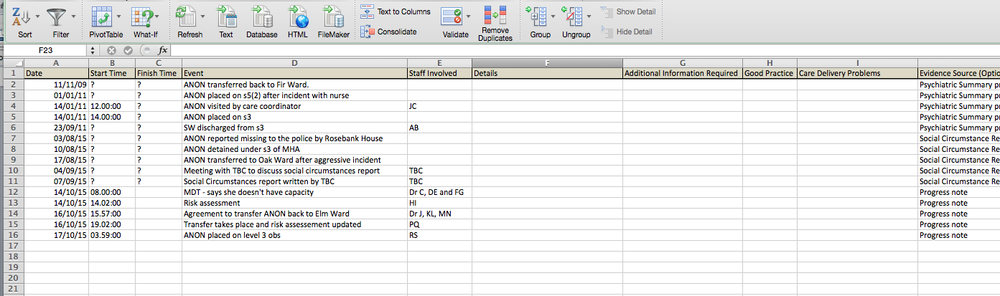 Sort Filter PivotTable What-If Refresh Text Database HTML FileMaker Text to Columns Consolidate Validate Remove Duplicates Group Ungroup Show Detail Hide Detail
F23 fx
A B C D E F G H I
1 Date Start Time Finish Time Event Staff Involved Details Additional Information Required Good Practice Care Delivery Problems Evidence Source (Optio
2 11/11/09 ? ? ANON transferred back to Fir Ward. Psychiatric Summary pr
3 01/01/11 ? ? ANON placed on s5(2) after incident with nurse Psychiatric Summary pr
4 14/01/11 12.00:00 ? ANON visited by care coordinator JC Psychiatric Summary pr
5 14/01/11 14.00:00 ? ANON placed on s3 Psychiatric Summary pr
6 23/09/11 ? ? SW discharged from s3 AB Psychiatric Summary pr
7 03/08/15 ? ? ANON reported missing to the police by Rosebank House Social Circumstance Re
8 10/08/15 ? ? ANON detained under s3 of MHA Social Circumstance Re
9 17/08/15 ? ? ANON transferred to Oak Ward after aggressive incident Social Circumstance Re
10 04/09/15 ? ? Meeting with TBC to discuss social circumstances report TBC Social Circumstance Re
11 07/09/15 ? ? Social Circumstances report written by TBC TBC Social Circumstance Re
12 14/10/15 08.00:00 MDT - says she doesn't have capacity Dr C, DE and FG Progress note
13 14/10/15 14.02:00 Risk assessment HI Progress note
14 16/10/15 15.57:00 Agreement to transfer ANON back to Elm Ward Dr J, KL, MN Progress note
15 16/10/15 19.02:00 Transfer takes place and risk assessement updated PQ Progress note
16 17/10/15 03.59:00 ANON placed on level 3 obs RS Progress note
17
18
19
20
21